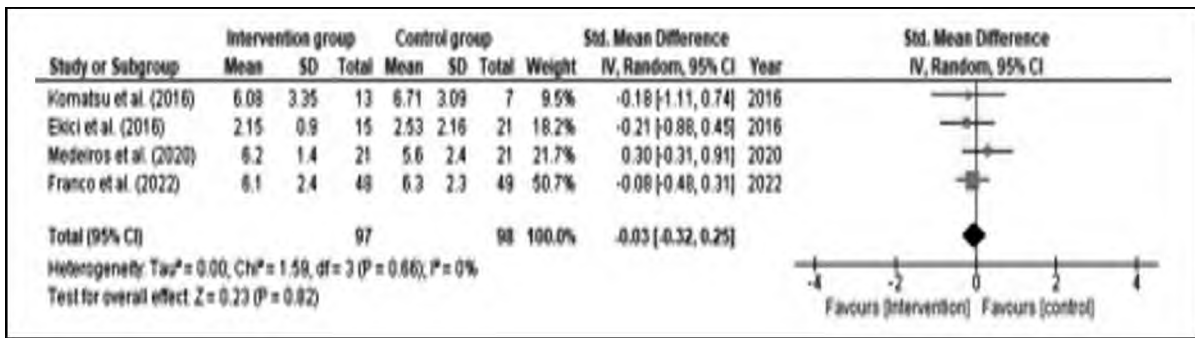 Intervention group Control group Std. Mean Difference Std. Mean Difference
Study or Subgroup Mean SD Total Mean SD Total Weight IV, Random, 95% CI Year IV, Random, 95% CI
Komatsu et al. (2016) 6.08 3.35 13 6.71 3.09 7 9.5% -0.18 [-1.11, 0.74] 2016
Ekici et al. (2016) 2.15 0.9 15 2.53 2.16 21 18.2% -0.21 [-0.88, 0.45] 2016
Medeiros et al. (2020) 6.2 1.4 21 5.6 2.4 21 21.7% 0.30 [-0.31, 0.91] 2020
Franco et al. (2022) 6.1 2.4 48 6.3 2.3 49 50.7% -0.08 [-0.48, 0.31] 2022
Total (95% CI) 97 98 100.0% -0.03 [-0.32, 0.25]
Heterogeneity: Tau² = 0.00; Chi² = 1.59, df = 3 (P = 0.66); I² = 0%
Test for overall effect: Z = 0.23 (P = 0.82)
-4 -2 0 2 4
Favours [intervention] Favours [control]